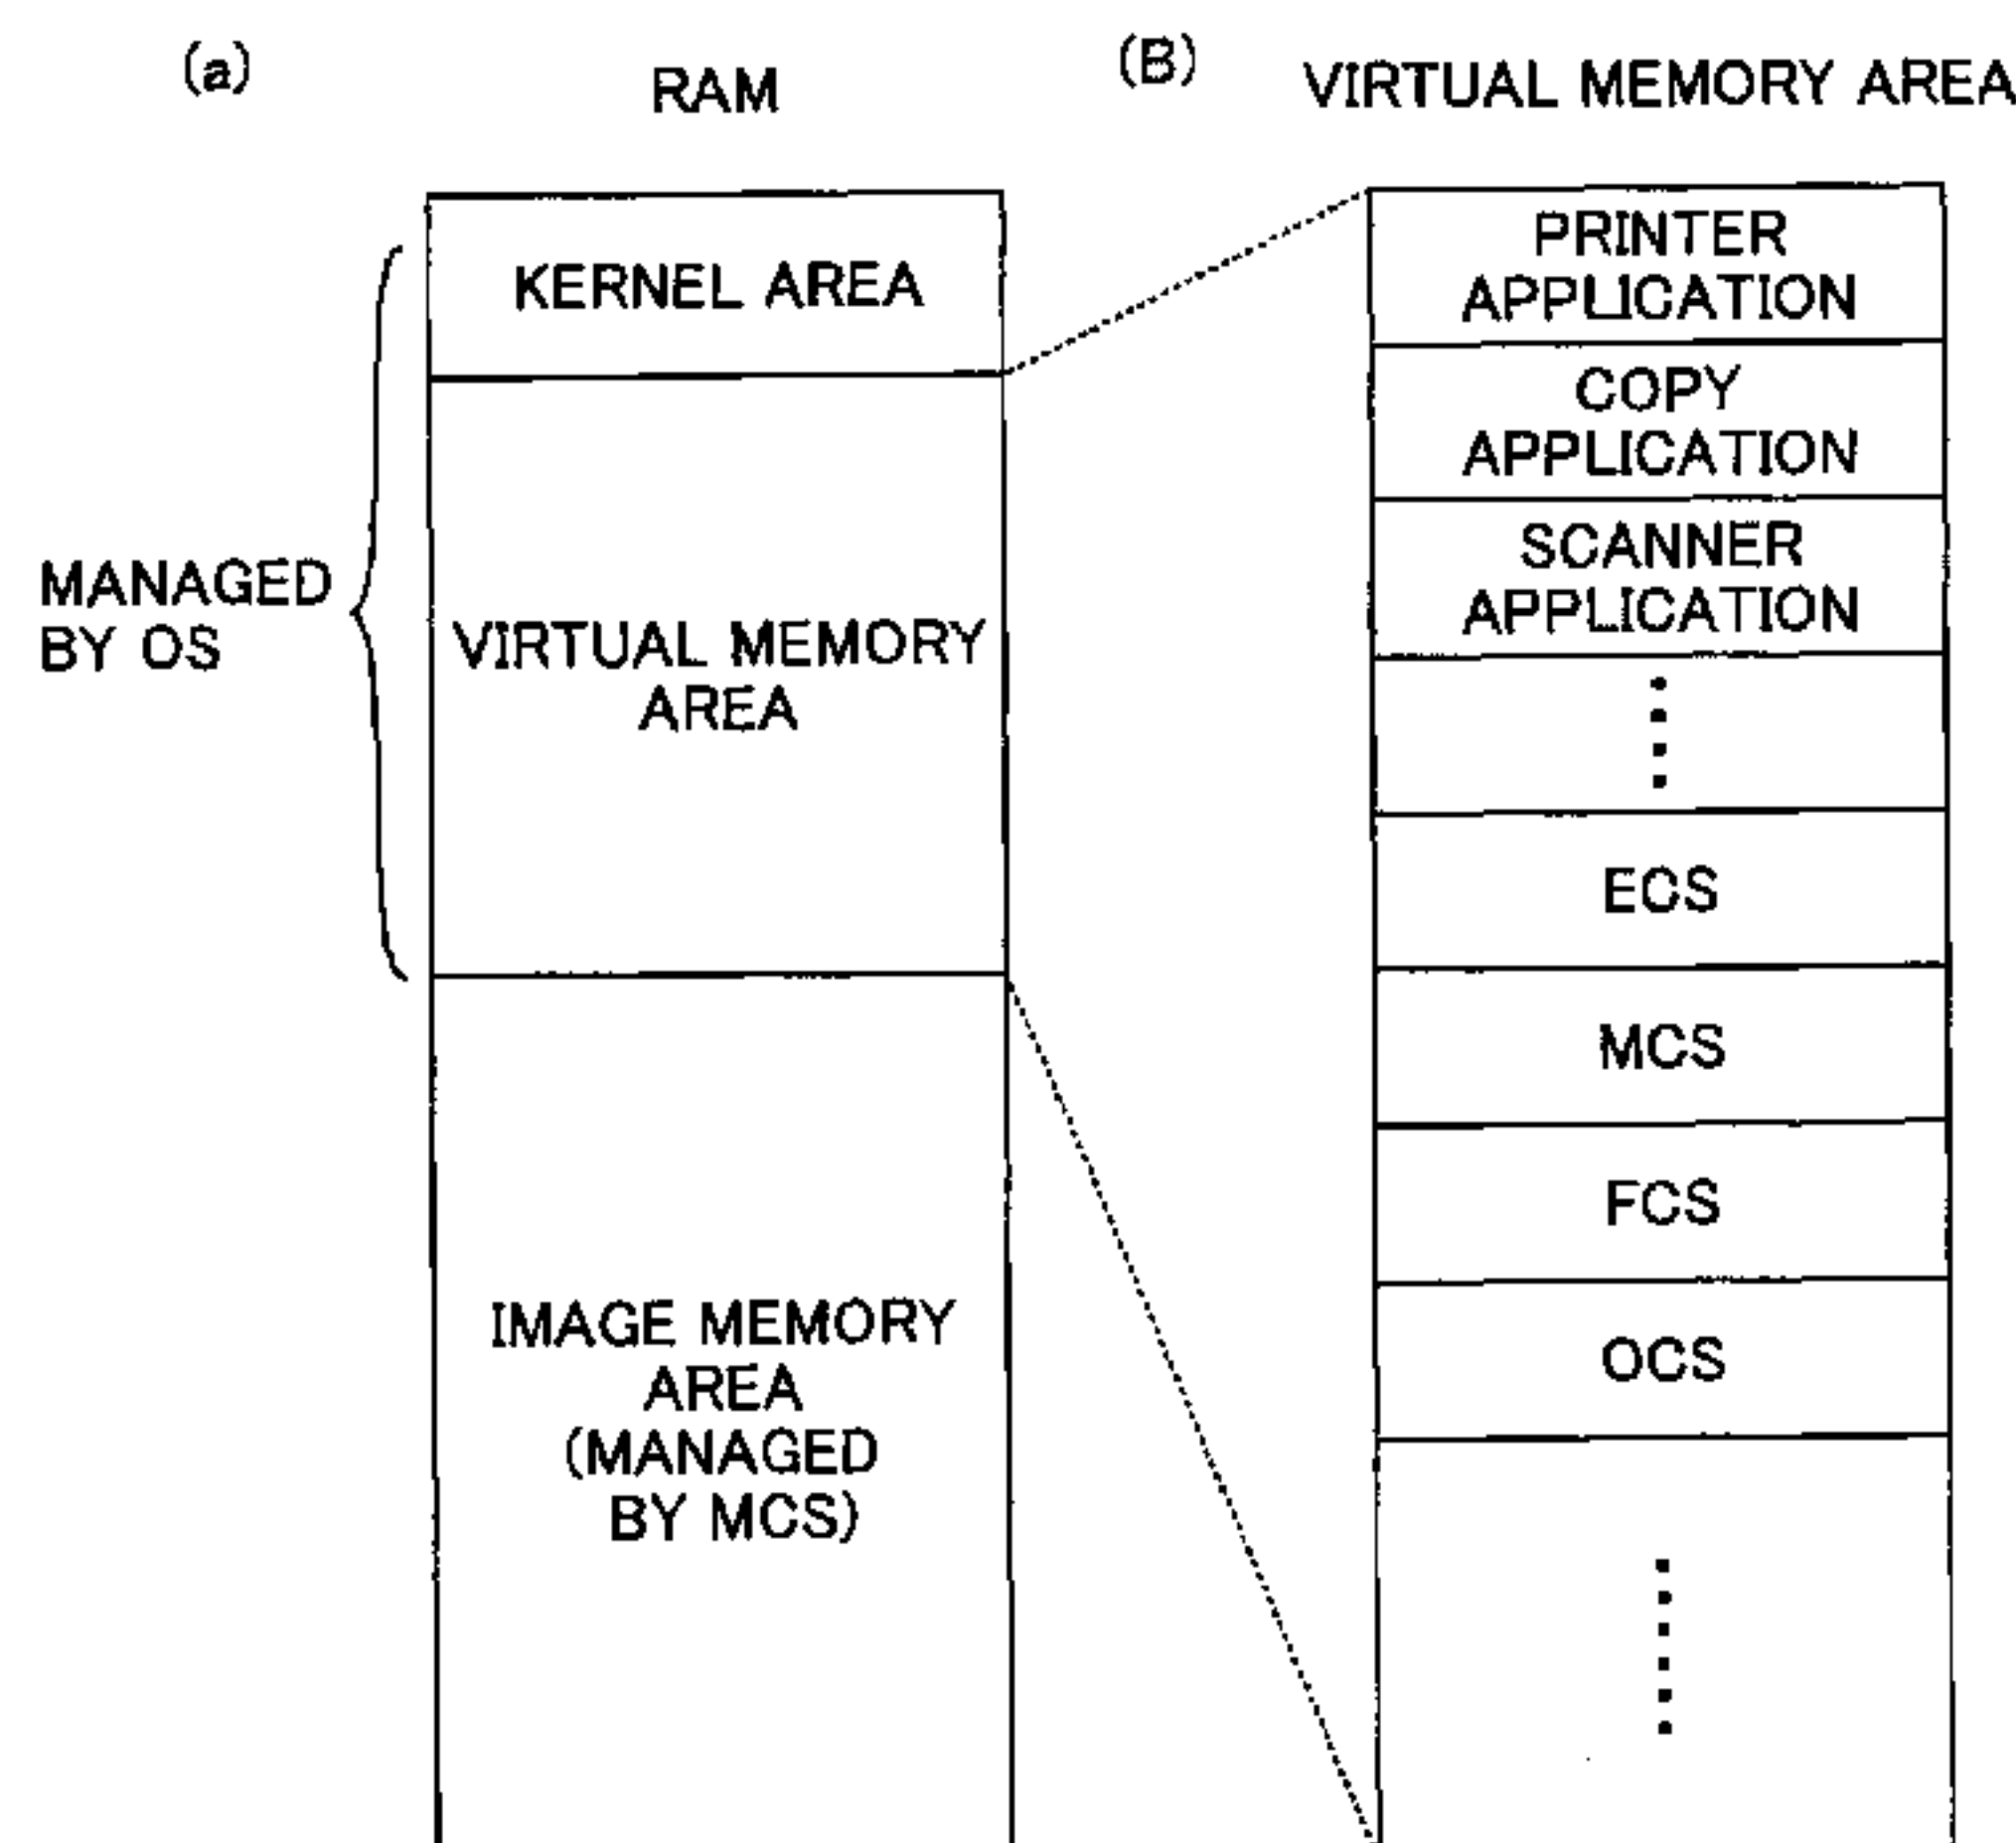 (a)
RAM
KERNEL AREA
MANAGED
BY OS
VIRTUAL MEMORY
AREA
IMAGE MEMORY
AREA
(MANAGED
BY MCS)
(B)
VIRTUAL MEMORY AREA
PRINTER
APPLICATION
COPY
APPLICATION
SCANNER
APPLICATION
ECS
MCS
FCS
OCS